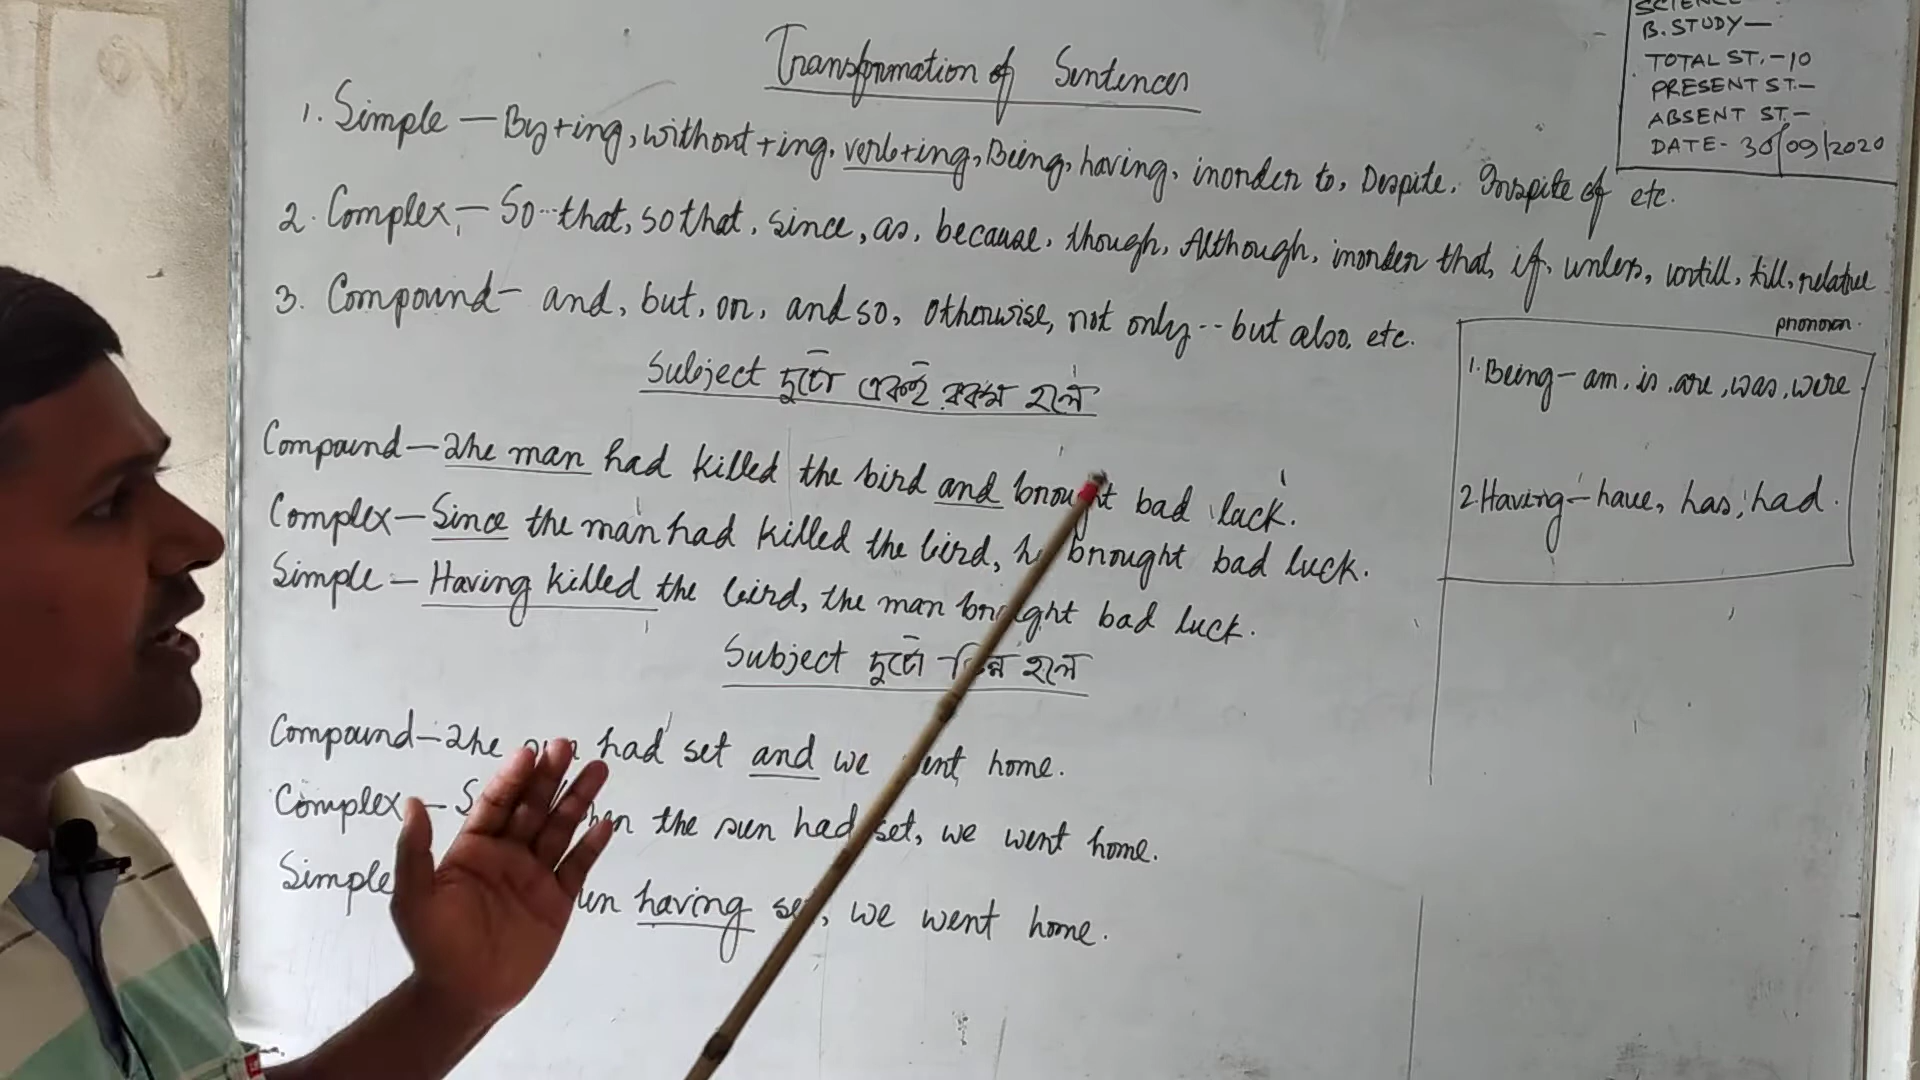 SCIENCE
B. STUDY—
TOTAL ST.-10
PRESENT ST.-
ABSENT ST.-
DATE- 30/09/2020
Transformation of Sentences
1. Simple — By+ing, without+ing, verb+ing, Being, having, inorder to, Despite, Inspite of etc.
2. Complex — So...that, so that, since, as, because, though, Although, inorder that, if, unless, untill, till, relative pronoun.
3. Compound - and, but, or, and so, otherwise, not only -- but also, etc.
Subject দুটো একই রকম হলে
Compound — The man had killed the bird and brought bad luck.
Complex — Since the man had killed the bird, he brought bad luck.
Simple — Having killed the bird, the man brought bad luck.
Subject দুটো ভিন্ন হলে
Compound — The sun had set and we went home.
Complex — when the sun had set, we went home.
Simple sun having set, we went home.
1. Being - am, is, are, was, were
2. Having - have, has, had.